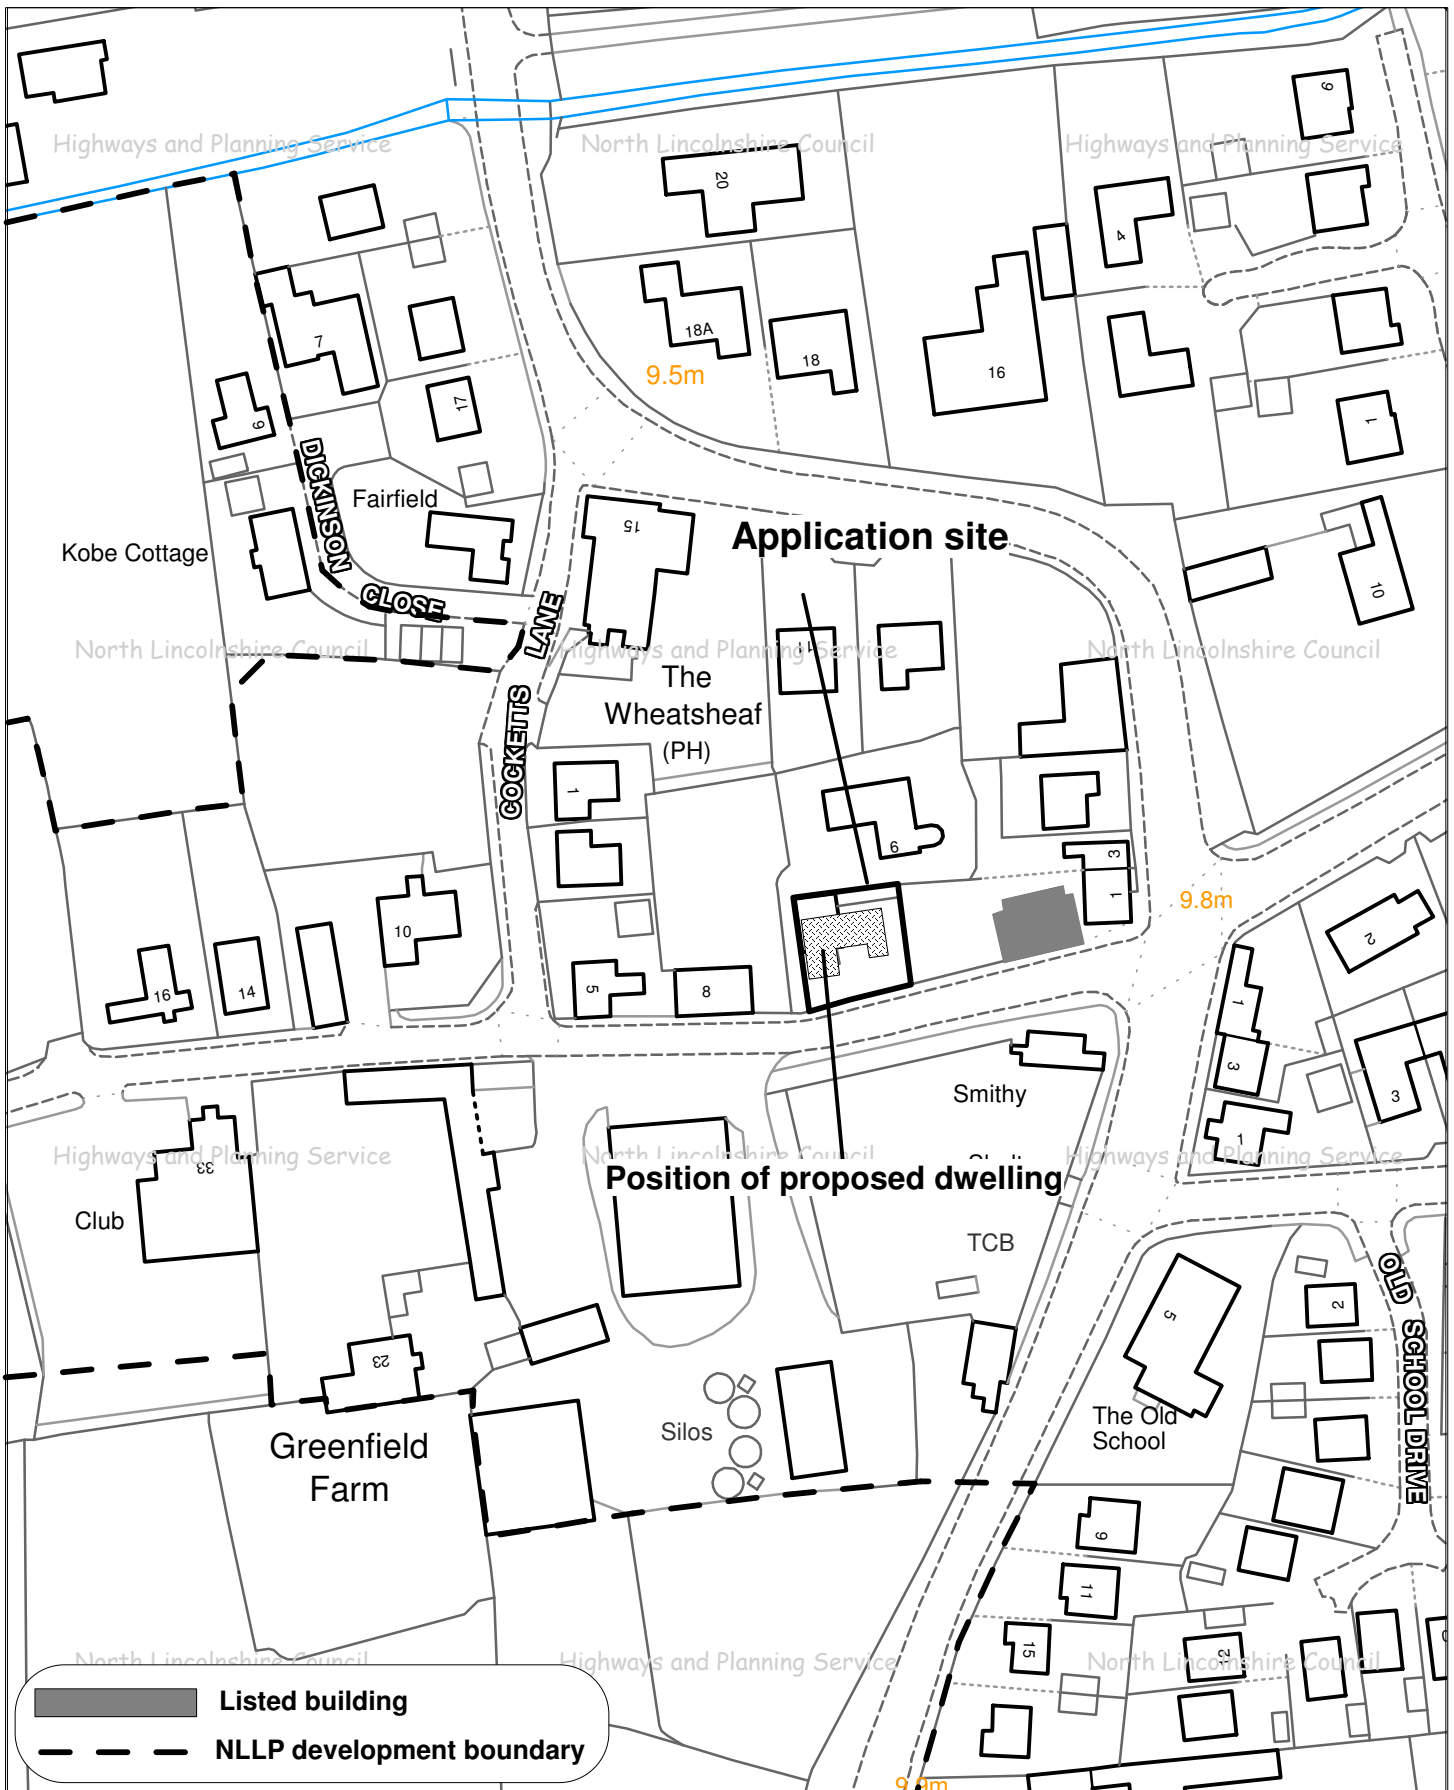 Highways and Planning Service
North Lincolnshire Council
Highways and Planning Service
9
20
4
7
18A
18
16
9.5m
17
9
1
DICKINSON
Fairfield
15
Application site
Kobe Cottage
10
CLOSE
LANE
North Lincolnshire Council
Highways and Planning Service
North Lincolnshire Council
The
Wheatsheaf
(PH)
COCKETTS
1
9
3
1
9.8m
10
2
16
14
5
8
1
3
Smithy
3
1
Highways and Planning Service
North Lincolnshire Council
Highways and Planning Service
33
Position of proposed dwelling
Club
TCB
OLD
SCHOOL DRIVE
2
5
23
The Old
School
Silos
Greenfield
Farm
9
11
15
12
North Lincolnshire Council
Highways and Planning Service
North Lincolnshire Council
Listed building
NLLP development boundary
9.9m